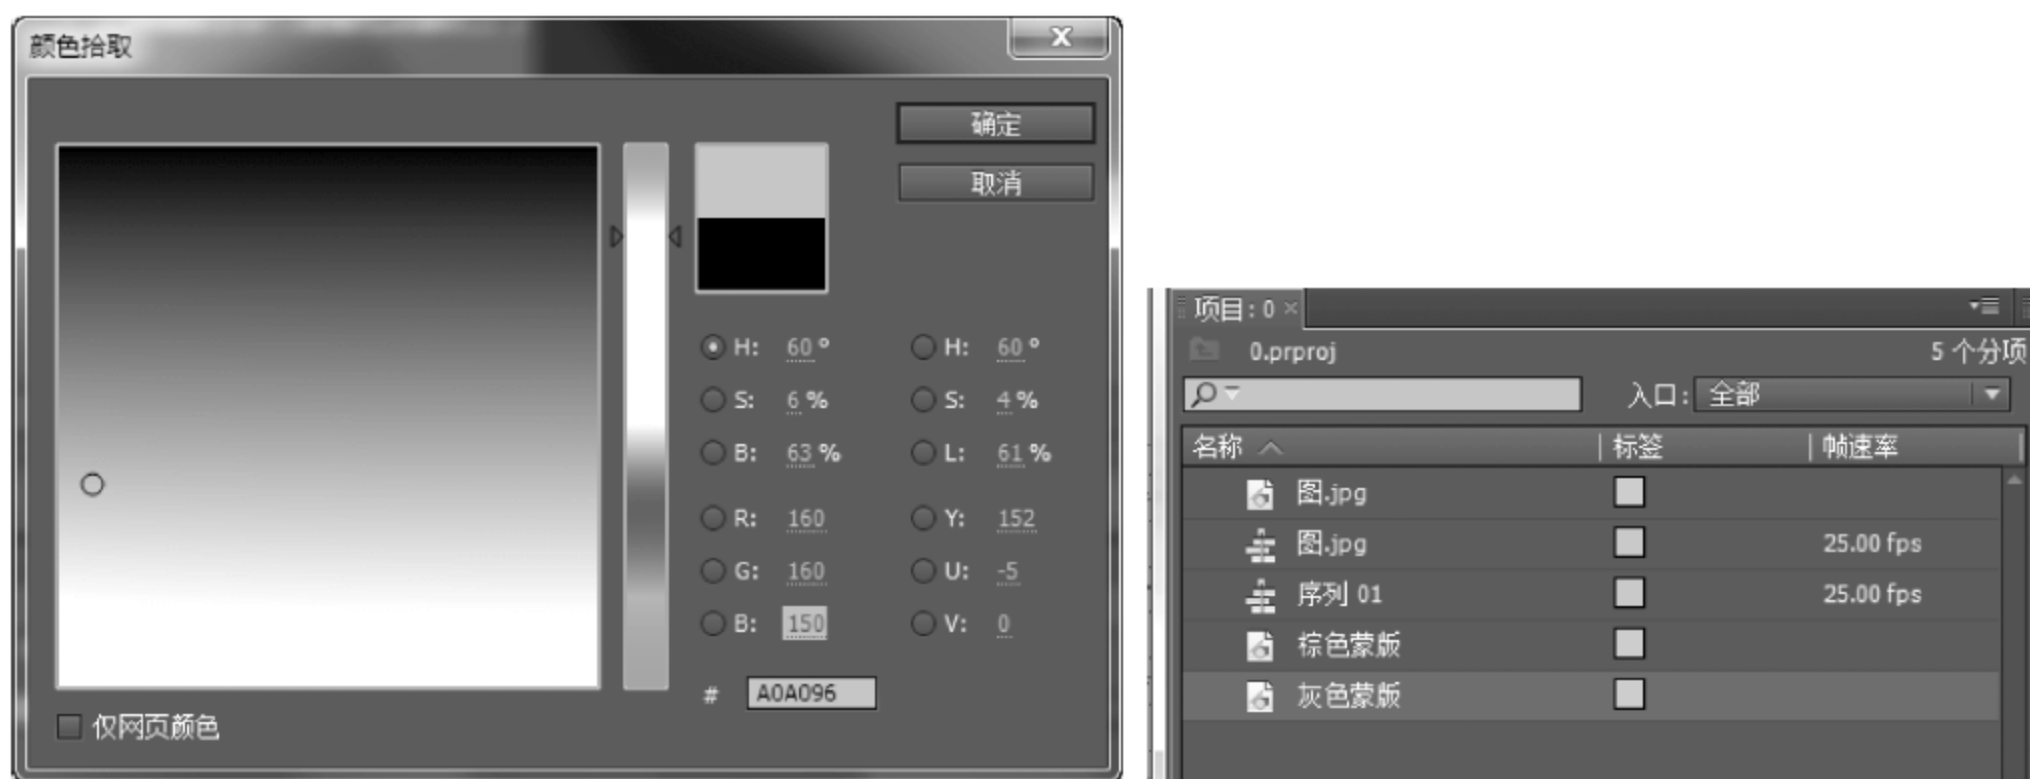 颜色拾取
X
确定
取消
H: 60 ° H: 60 °
S: 6 % S: 4 %
B: 63 % L: 61 %
R: 160 Y: 152
G: 160 U: -5
B: 150 V: 0
# A0A096
仅网页颜色
项目: 0 ×
0.prproj 5 个分项
入口: 全部
名称 标签 帧速率
图.jpg
图.jpg 25.00 fps
序列 01 25.00 fps
棕色蒙版
灰色蒙版